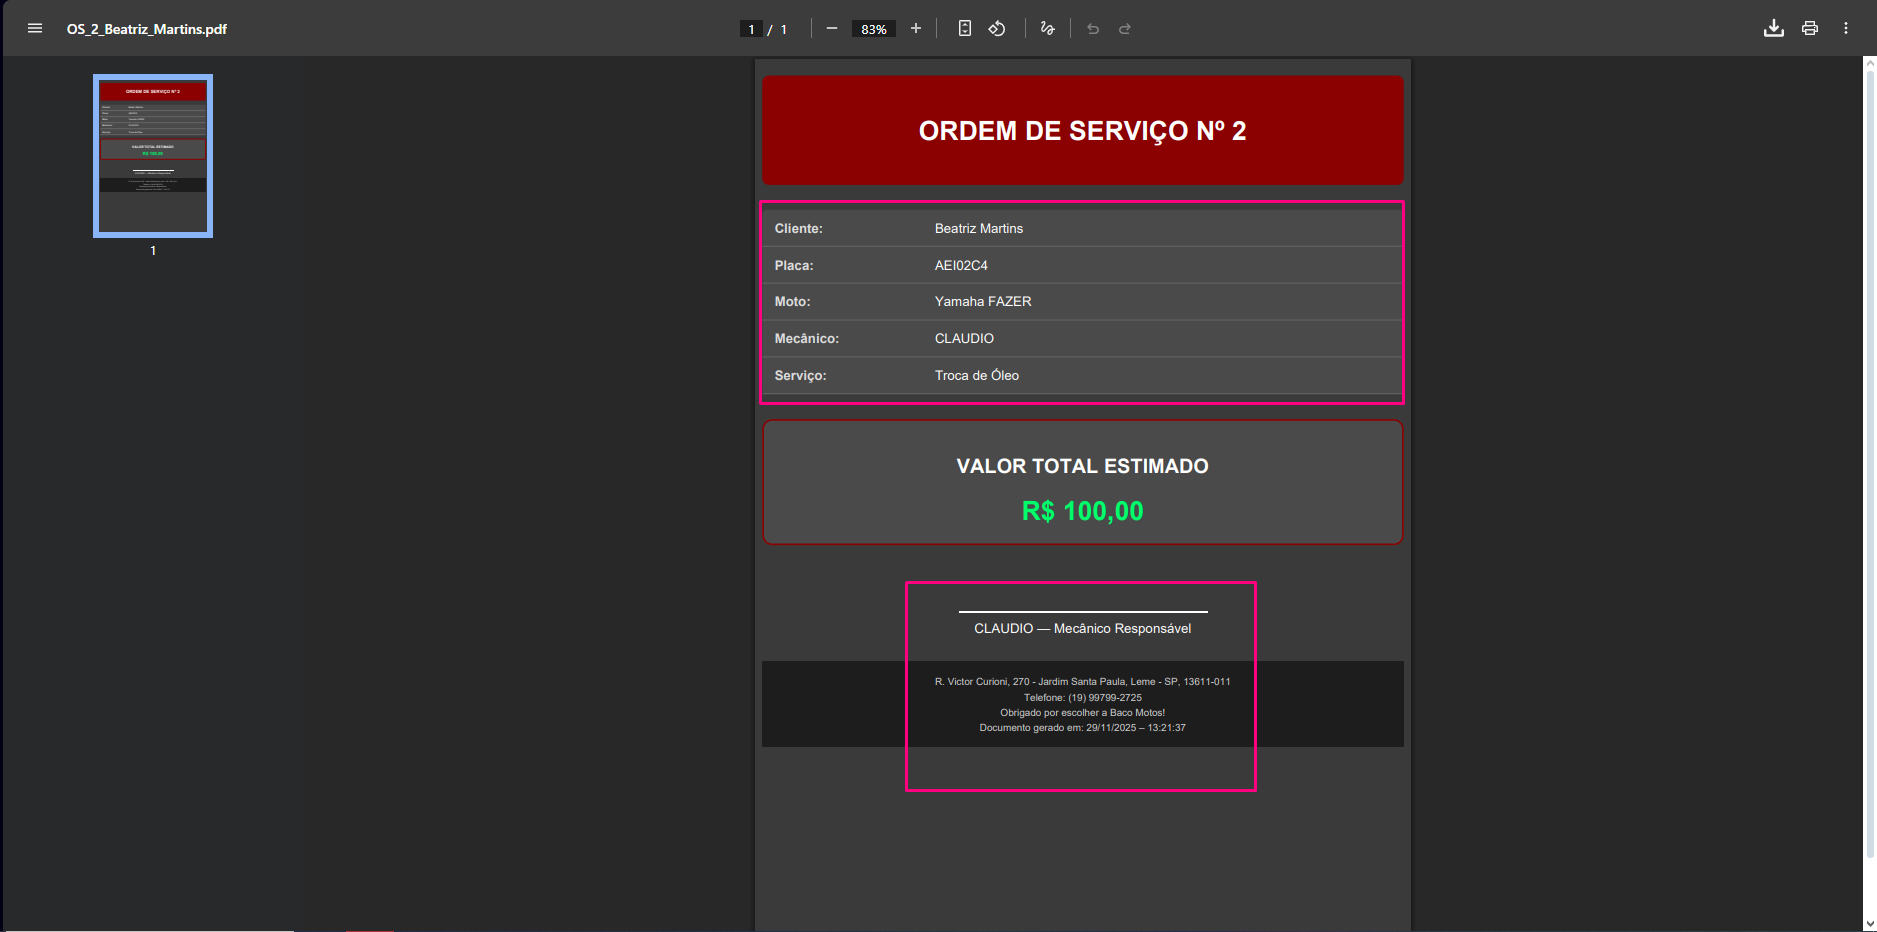 OS_2_Beatriz_Martins.pdf
1 / 1
83%
1
ORDEM DE SERVIÇO Nº 2
Cliente: Beatriz Martins
Placa: AEI02C4
Moto: Yamaha FAZER
Mecânico: CLAUDIO
Serviço: Troca de Óleo
VALOR TOTAL ESTIMADO
R$ 100,00
CLAUDIO — Mecânico Responsável
R. Victor Curioni, 270 - Jardim Santa Paula, Leme - SP, 13611-011
Telefone: (19) 99799-2725
Obrigado por escolher a Baco Motos!
Documento gerado em: 29/11/2025 – 13:21:37